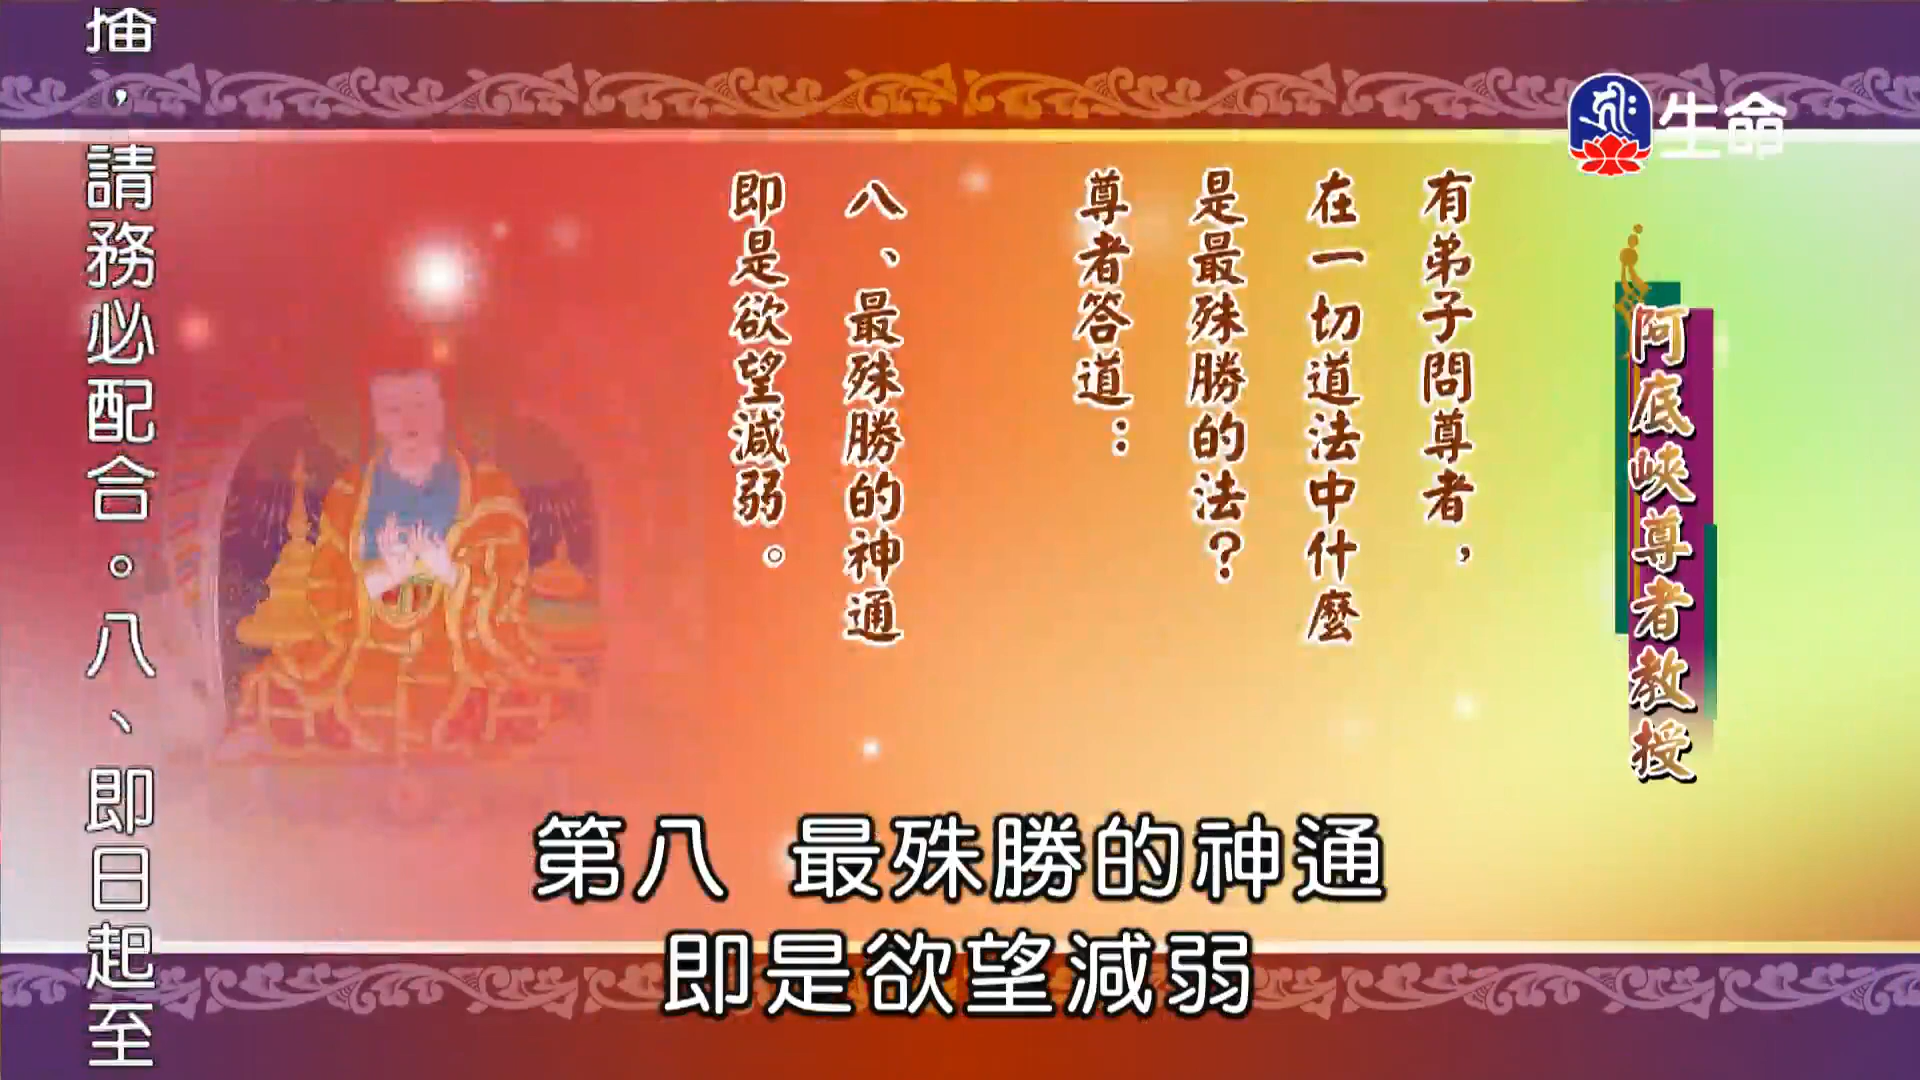 生命
阿底峽尊者教授
有弟子問尊者，
在一切道法中什麼
是最殊勝的法？
尊者答道：
八、最殊勝的神通
即是欲望減弱。
播，請務必配合。八、即日起至
第八 最殊勝的神通
即是欲望減弱